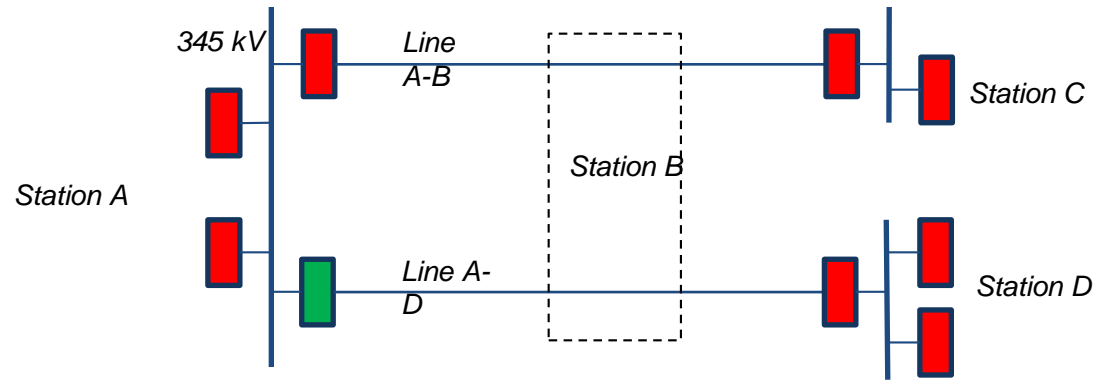 345 kV
Line
A-B
Station C
Station B
Station A
Line A-
D
Station D